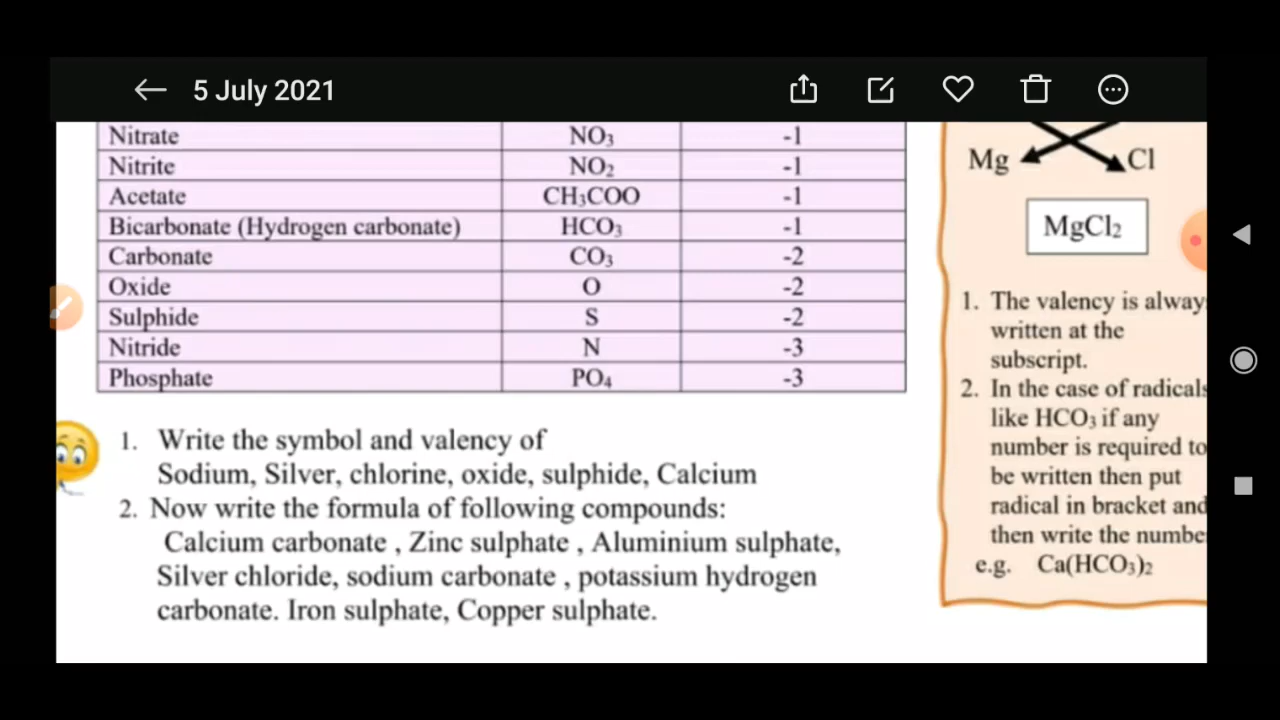 5 July 2021
Nitrate NO₃ -1
Nitrite NO₂ -1
Acetate CH₃COO -1
Bicarbonate (Hydrogen carbonate) HCO₃ -1
Carbonate CO₃ -2
Oxide O -2
Sulphide S -2
Nitride N -3
Phosphate PO₄ -3
1. Write the symbol and valency of
Sodium, Silver, chlorine, oxide, sulphide, Calcium
2. Now write the formula of following compounds:
Calcium carbonate , Zinc sulphate , Aluminium sulphate,
Silver chloride, sodium carbonate , potassium hydrogen
carbonate. Iron sulphate, Copper sulphate.
Mg Cl
MgCl₂
1. The valency is alway
written at the
subscript.
2. In the case of radicals
like HCO₃ if any
number is required to
be written then put
radical in bracket and
then write the numbe
e.g. Ca(HCO₃)₂